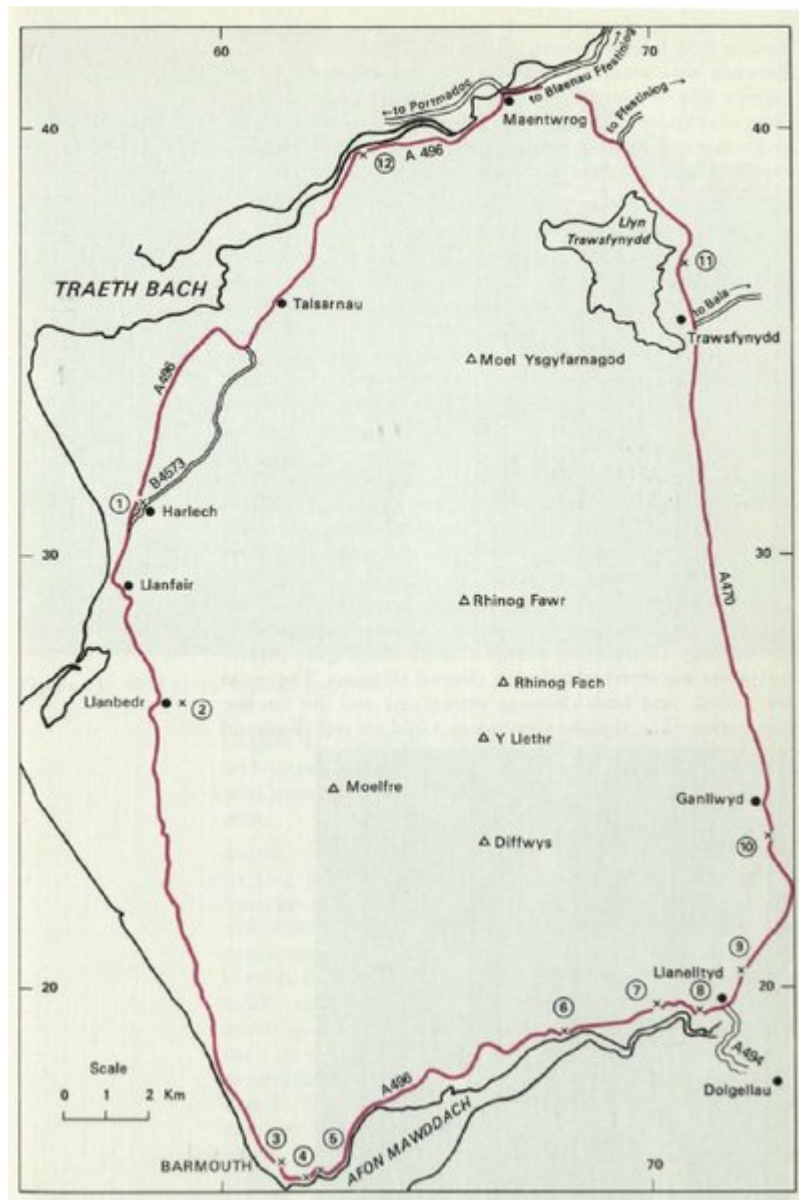 60
70
← to Portmadoc
to Blaenau Ffestiniog →
to Ffestiniog →
40
40
Maentwrog
A 496
12
Llyn
Trawsfynydd
11
TRAETH BACH
Talsarnau
to Bala →
Trawsfynydd
Moel Ysgyfarnagod
A496
B4573
1
Harlech
30
30
Llanfair
A470
Rhinog Fawr
Rhinog Fach
Llanbedr
2
Y Llethr
Moelfre
Ganllwyd
Diffwys
10
9
Llanelltyd
20
20
7
8
6
A494
Scale
0 1 2 Km
A496
Dolgellau
3
4
5
BARMOUTH
AFON MAWDDACH
70